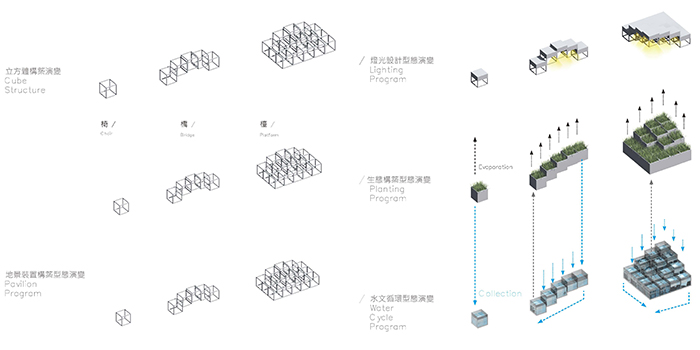 立方體構築演變
Cube
Structure
椅 /
Chair
橋 /
Bridge
檯 /
Platform
地景裝置構築型態演變
Pavilion
Program
/ 燈光設計型態演變
Lighting
Program
Evaporation
/ 生態構築型態演變
Planting
Program
Collection
/ 水文循環型態演變
Water
Cycle
Program